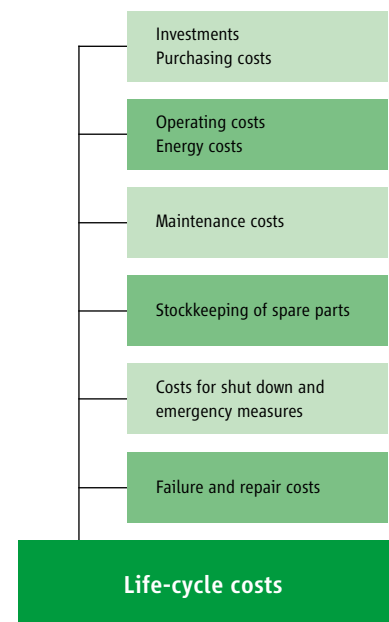 Investments
Purchasing costs
Operating costs
Energy costs
Maintenance costs
Stockkeeping of spare parts
Costs for shut down and
emergency measures
Failure and repair costs
Life-cycle costs